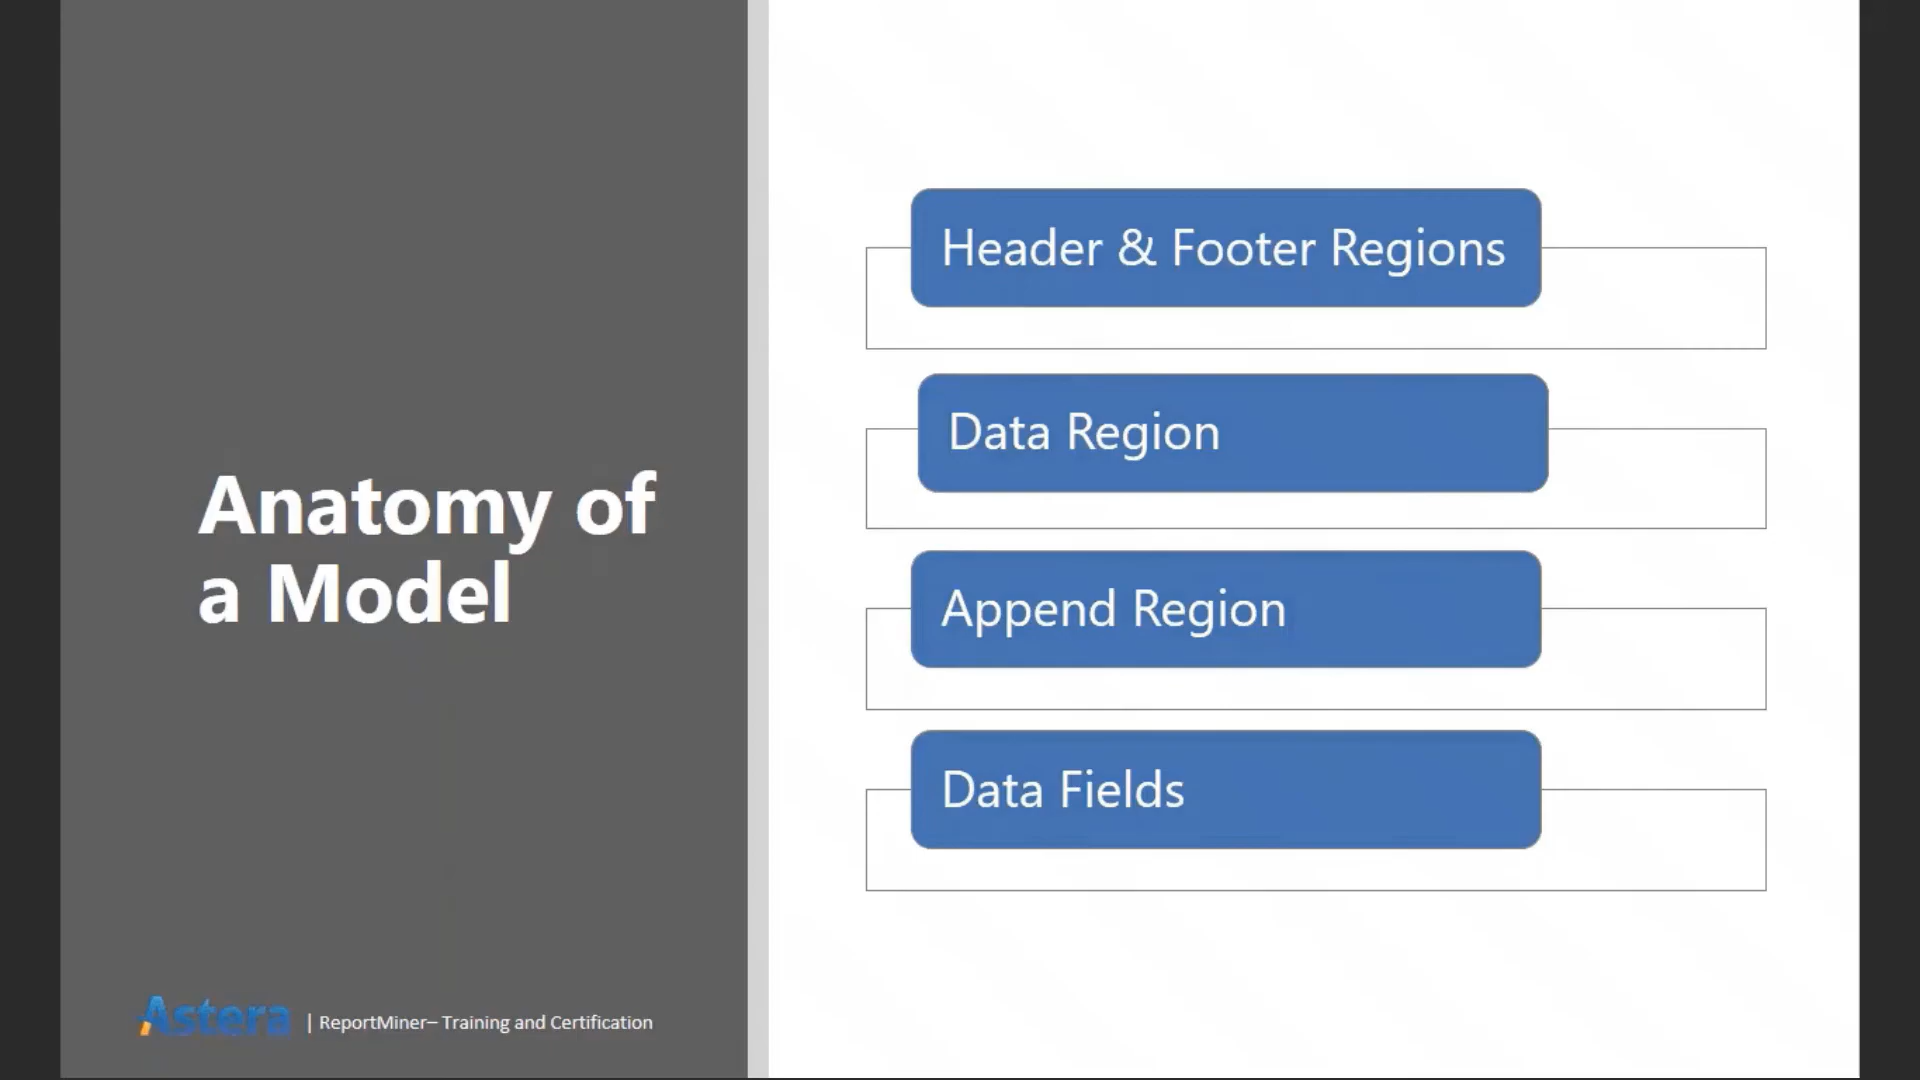 Anatomy of
a Model
Header & Footer Regions
Data Region
Append Region
Data Fields
Astera | ReportMiner– Training and Certification